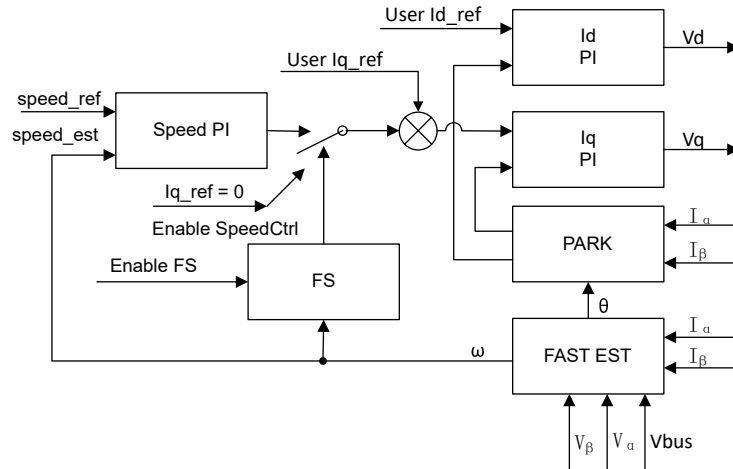 User Id_ref
Id
PI
Vd
User Iq_ref
speed_ref
speed_est
Speed PI
Iq
PI
Vq
Iq_ref = 0
Enable SpeedCtrl
PARK
Iα
Iβ
Enable FS
FS
θ
ω
FAST EST
Iα
Iβ
Vβ
Vα
Vbus